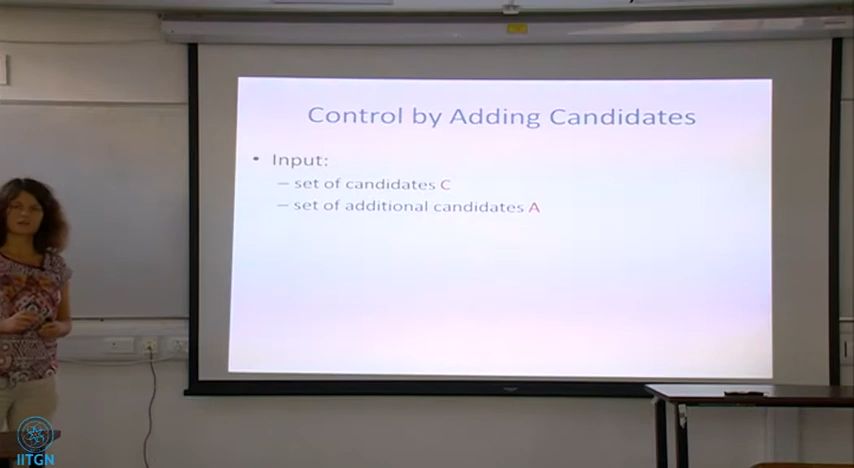 Control by Adding Candidates
• Input:
– set of candidates C
– set of additional candidates A
IITGN